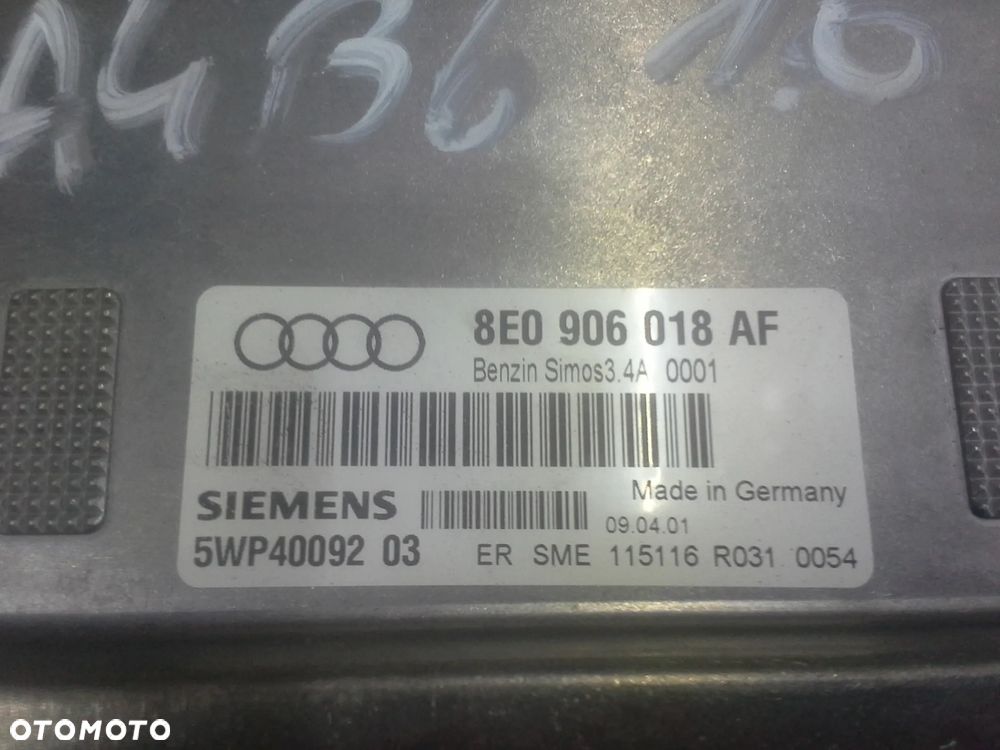 A4B6 1.6
8E0 906 018 AF
Benzin Simos3.4A 0001
SIEMENS
Made in Germany
09.04.01
5WP40092 03
ER SME 115116 R031 0054
OTOMOTO